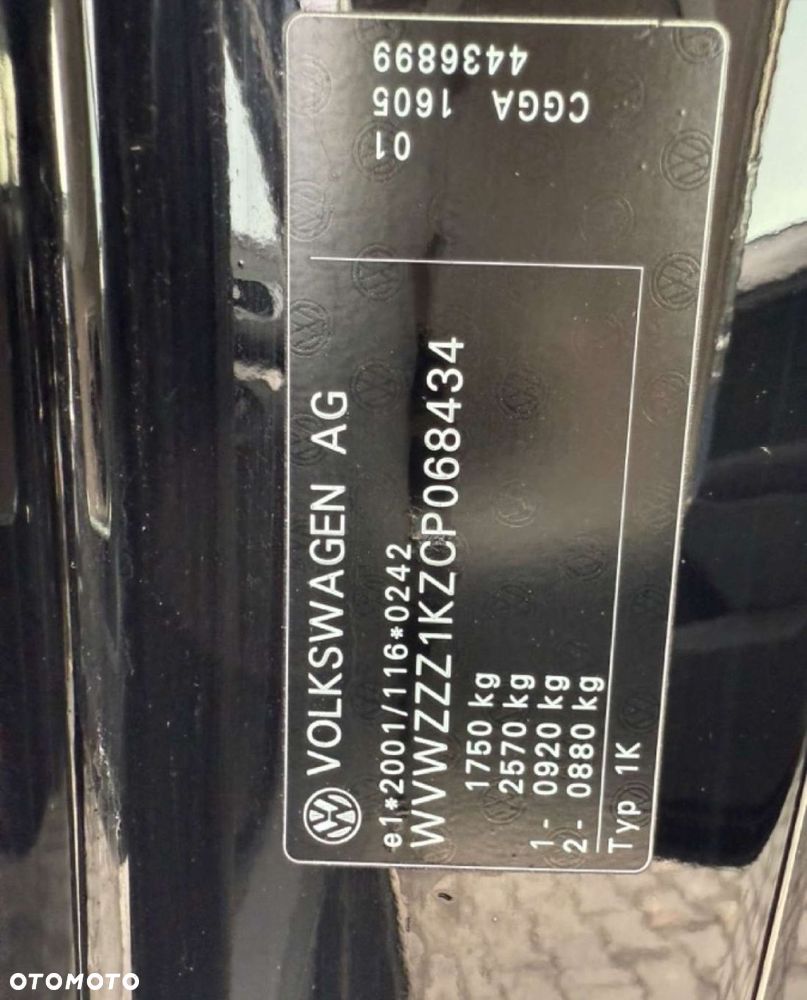 VOLKSWAGEN AG
e1*2001/116*0242
WVWZZZ1KZCP068434
1750 kg
2570 kg
1- 0920 kg
2- 0880 kg
Typ 1K
4436899
CGGA 1605
01
OTOMOTO